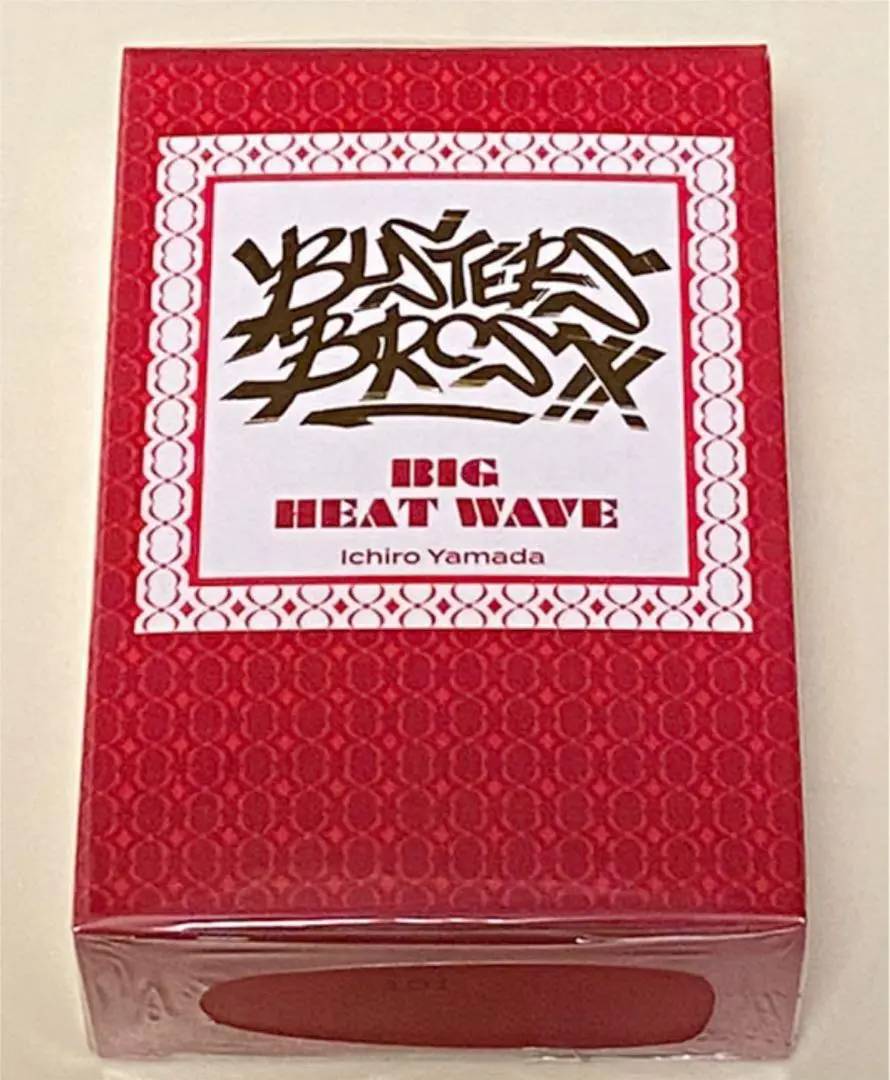 BUSTERS
BROS!!!
BIG
HEAT WAVE
Ichiro Yamada